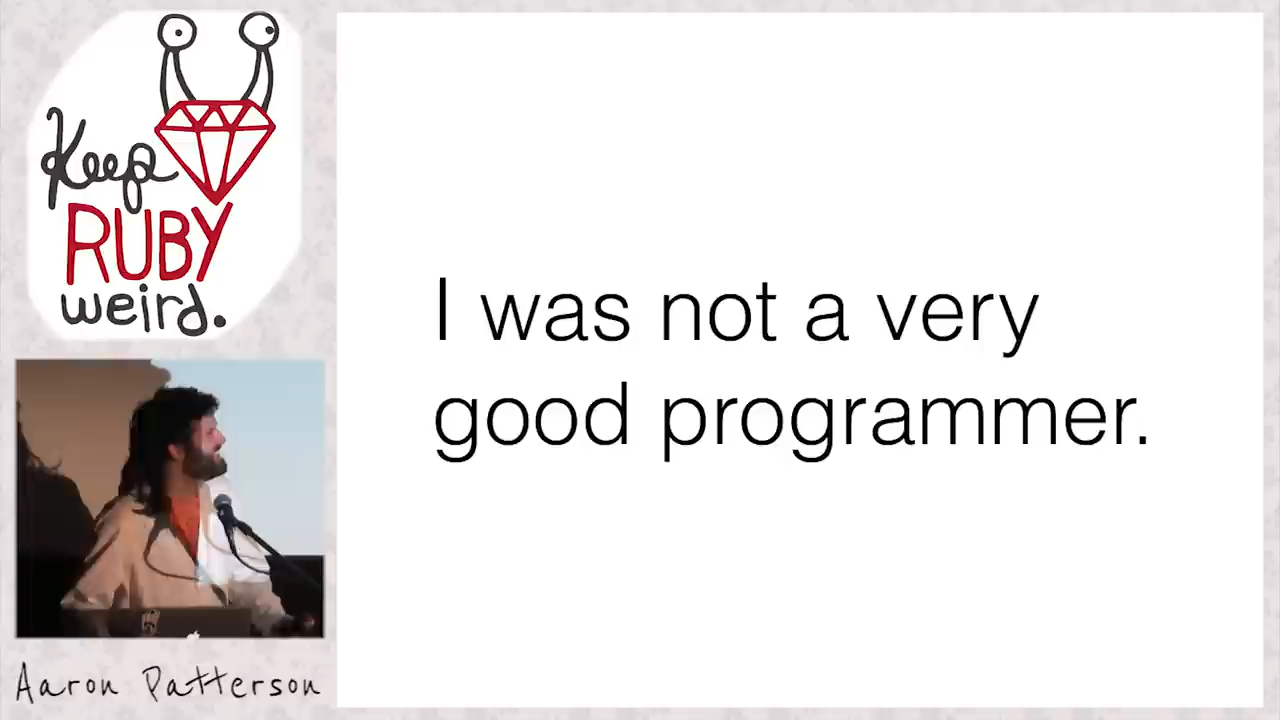 Keep
RUBY
weird.
I was not a very
good programmer.
Aaron Patterson